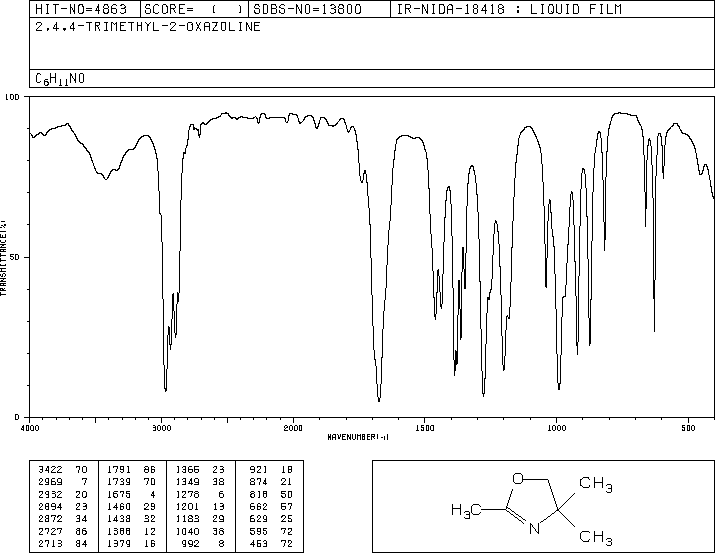 HIT-NO=4863 SCORE= ( ) SDBS-NO=13800 IR-NIDA-18418 : LIQUID FILM
2,4,4-TRIMETHYL-2-OXAZOLINE
C6H11NO
100
50
0
TRANSMITTANCE(%)
4000 3000 2000 1500 1000 500
WAVENUMBER(-1)
3422 70 1791 86 1366 23 921 18
2969 7 1739 70 1349 38 874 21
2932 20 1675 4 1278 6 818 50
2894 23 1460 29 1201 13 662 57
2872 34 1438 32 1183 29 629 25
2727 86 1388 12 1040 38 595 72
2713 84 1379 16 992 8 463 72
O
CH3
H3C
N
CH3